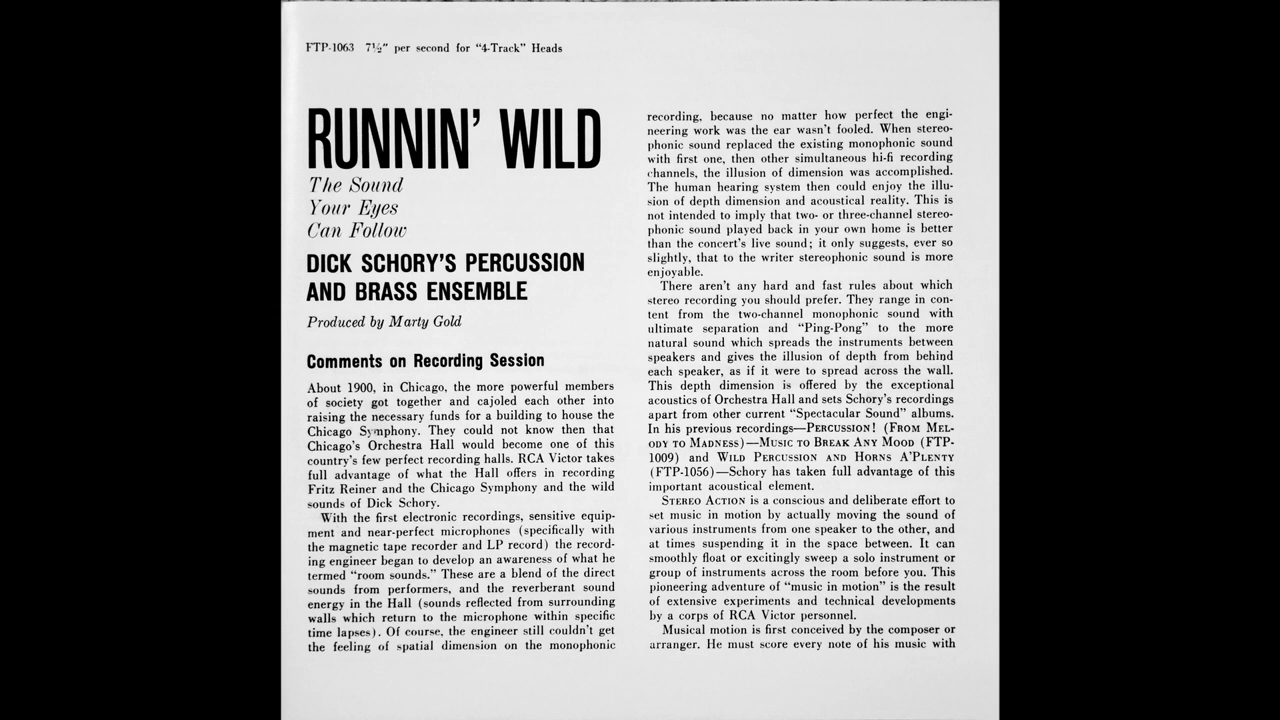 FTP-1063 7½" per second for "4-Track" Heads
RUNNIN' WILD
The Sound
Your Eyes
Can Follow
DICK SCHORY'S PERCUSSION
AND BRASS ENSEMBLE
Produced by Marty Gold
Comments on Recording Session
About 1900, in Chicago, the more powerful members
of society got together and cajoled each other into
raising the necessary funds for a building to house the
Chicago Symphony. They could not know then that
Chicago's Orchestra Hall would become one of this
country's few perfect recording halls. RCA Victor takes
full advantage of what the Hall offers in recording
Fritz Reiner and the Chicago Symphony and the wild
sounds of Dick Schory.
With the first electronic recordings, sensitive equip-
ment and near-perfect microphones (specifically with
the magnetic tape recorder and LP record) the record-
ing engineer began to develop an awareness of what he
termed "room sounds." These are a blend of the direct
sounds from performers, and the reverberant sound
energy in the Hall (sounds reflected from surrounding
walls which return to the microphone within specific
time lapses). Of course, the engineer still couldn't get
the feeling of spatial dimension on the monophonic
recording, because no matter how perfect the engi-
neering work was the ear wasn't fooled. When stereo-
phonic sound replaced the existing monophonic sound
with first one, then other simultaneous hi-fi recording
channels, the illusion of dimension was accomplished.
The human hearing system then could enjoy the illu-
sion of depth dimension and acoustical reality. This is
not intended to imply that two- or three-channel stereo-
phonic sound played back in your own home is better
than the concert's live sound; it only suggests, ever so
slightly, that to the writer stereophonic sound is more
enjoyable.
There aren't any hard and fast rules about which
stereo recording you should prefer. They range in con-
tent from the two-channel monophonic sound with
ultimate separation and "Ping-Pong" to the more
natural sound which spreads the instruments between
speakers and gives the illusion of depth from behind
each speaker, as if it were to spread across the wall.
This depth dimension is offered by the exceptional
acoustics of Orchestra Hall and sets Schory's recordings
apart from other current "Spectacular Sound" albums.
In his previous recordings—PERCUSSION! (FROM MEL-
ODY TO MADNESS)—MUSIC TO BREAK ANY MOOD (FTP-
1009) and WILD PERCUSSION AND HORNS A'PLENTY
(FTP-1056)—Schory has taken full advantage of this
important acoustical element.
STEREO ACTION is a conscious and deliberate effort to
set music in motion by actually moving the sound of
various instruments from one speaker to the other, and
at times suspending it in the space between. It can
smoothly float or excitingly sweep a solo instrument or
group of instruments across the room before you. This
pioneering adventure of "music in motion" is the result
of extensive experiments and technical developments
by a corps of RCA Victor personnel.
Musical motion is first conceived by the composer or
arranger. He must score every note of his music with